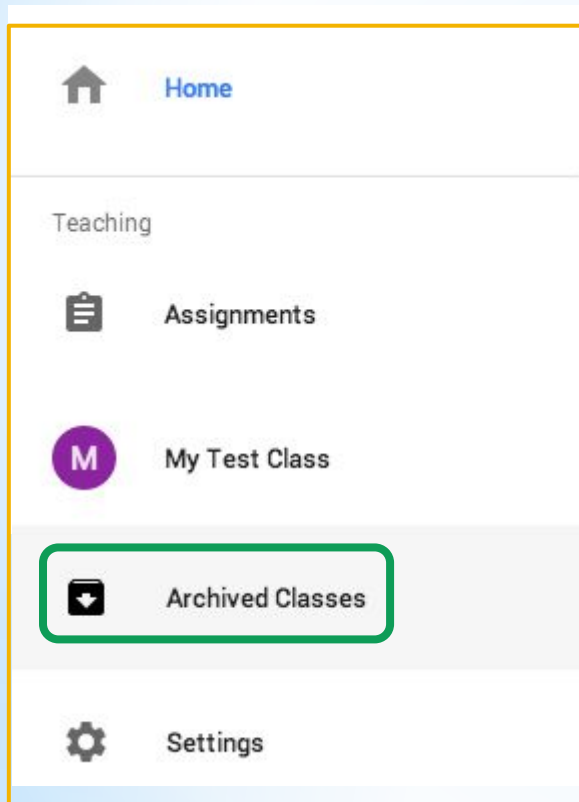 Home
Teaching
Assignments
M
My Test Class
Archived Classes
Settings